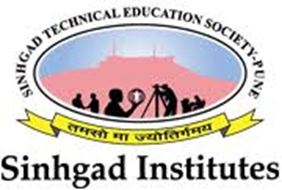 SINHGAD TECHNICAL EDUCATION SOCIETY-PUNE
तमसो मा ज्योतिर्गमय
Sinhgad Institutes